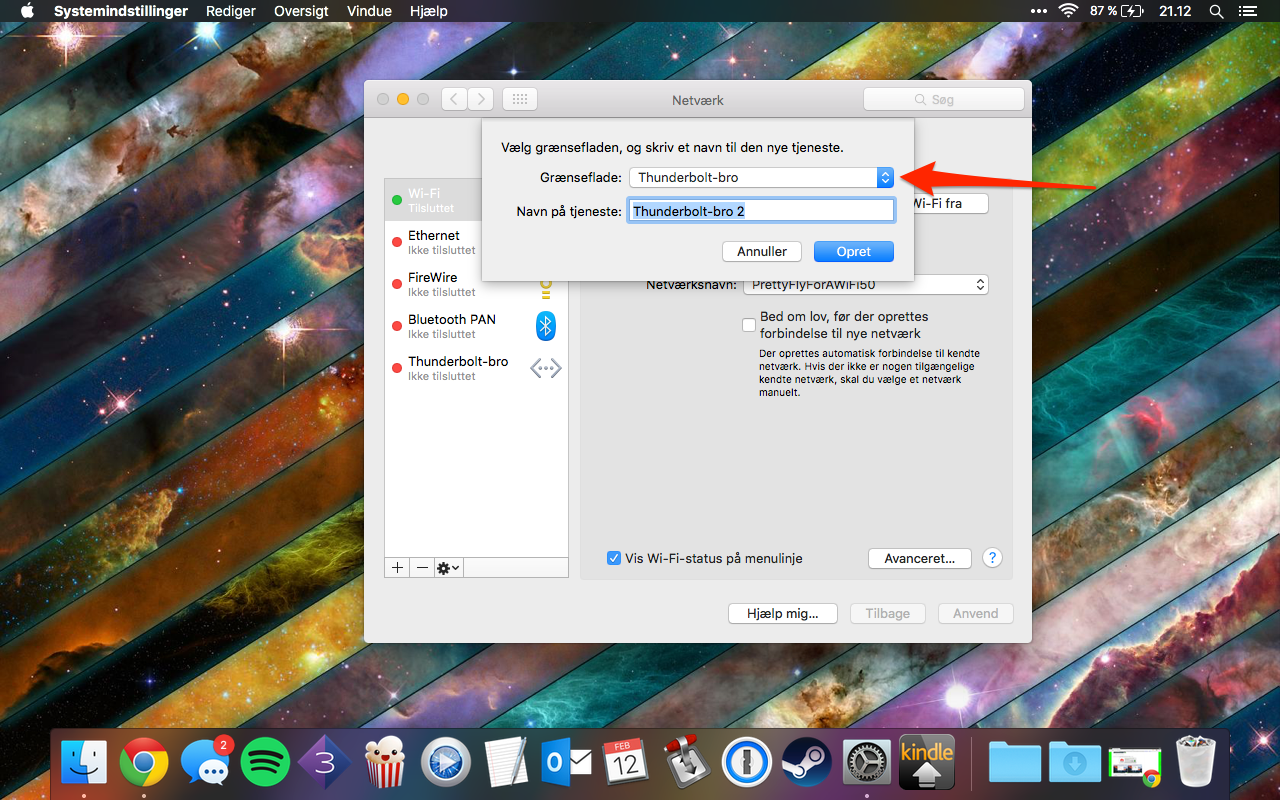 Systemindstillinger Rediger Oversigt Vindue Hjælp 87 % 21.12
Netværk
Søg
Vælg grænsefladen, og skriv et navn til den nye tjeneste.
Grænseflade: Thunderbolt-bro
Navn på tjeneste: Thunderbolt-bro 2
Annuller Opret
Wi-Fi
Tilsluttet
Ethernet
Ikke tilsluttet
FireWire
Ikke tilsluttet
Bluetooth PAN
Ikke tilsluttet
Thunderbolt-bro
Ikke tilsluttet
Wi-Fi fra
Netværksnavn: PrettyFlyForAWiFi50
Bed om lov, før der oprettes
forbindelse til nye netværk
Der oprettes automatisk forbindelse til kendte
netværk. Hvis der ikke er nogen tilgængelige
kendte netværk, skal du vælge et netværk
manuelt.
Vis Wi-Fi-status på menulinje
Avanceret... ?
Hjælp mig... Tilbage Anvend
2
3
FEB
12
kindle